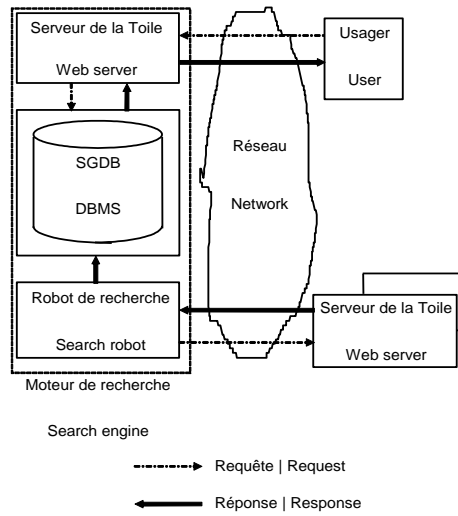 Serveur de la Toile
Web server
Usager
User
SGDB
DBMS
Réseau
Network
Robot de recherche
Search robot
Serveur de la Toile
Web server
Moteur de recherche
Search engine
Requête | Request
Réponse | Response